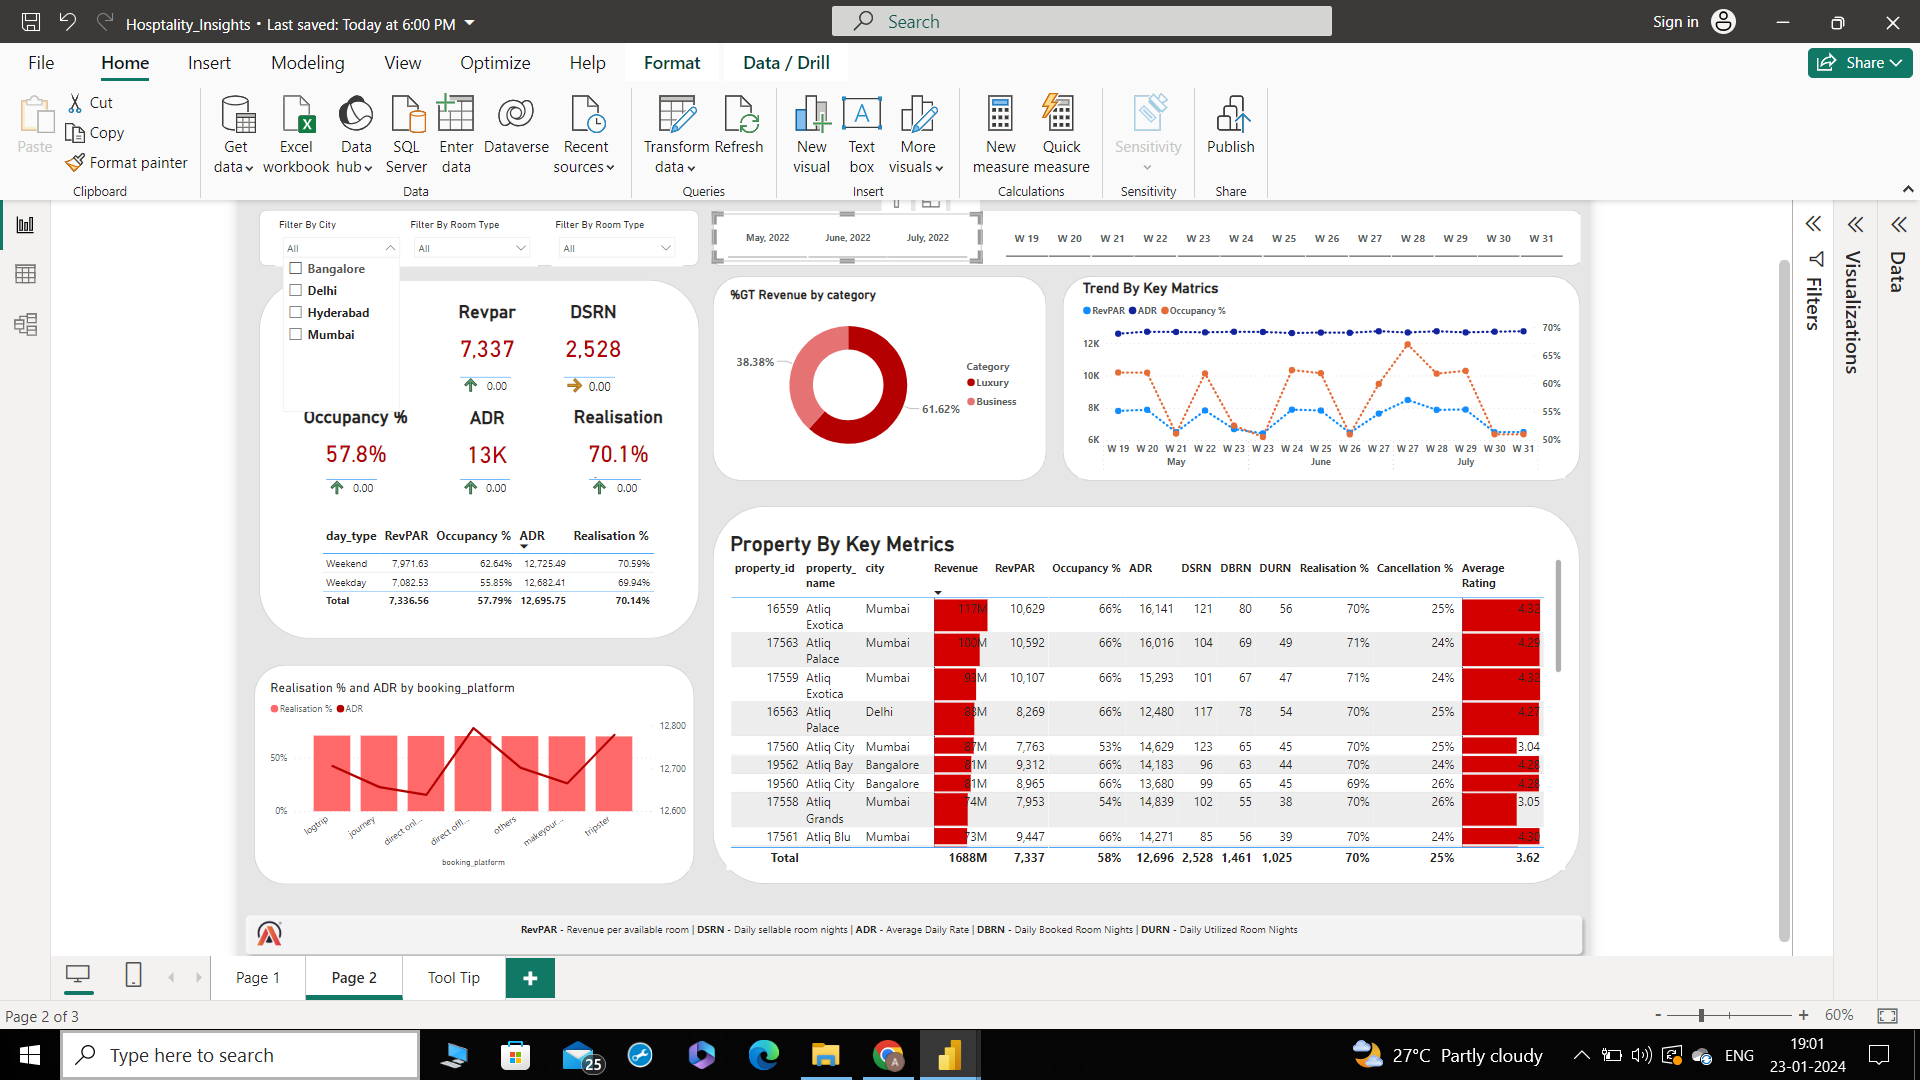 Hosptality_Insights • Last saved: Today at 6:00 PM
Search
Sign in
File Home Insert Modeling View Optimize Help Format Data / Drill
Share
Paste
Cut
Copy
Format painter
Clipboard
Get data
Excel workbook
Data hub
SQL Server
Enter data
Dataverse
Recent sources
Data
Transform data
Refresh
Queries
New visual
Text box
More visuals
Insert
New measure
Quick measure
Calculations
Sensitivity
Sensitivity
Publish
Share
Filter By City
All
Bangalore
Delhi
Hyderabad
Mumbai
Filter By Room Type
All
Filter By Room Type
All
May, 2022 June, 2022 July, 2022
W 19 W 20 W 21 W 22 W 23 W 24 W 25 W 26 W 27 W 28 W 29 W 30 W 31
Revpar
7,337
0.00
DSRN
2,528
0.00
Occupancy %
57.8%
0.00
ADR
13K
0.00
Realisation
70.1%
0.00
day_type RevPAR Occupancy % ADR Realisation %
Weekend 7,971.63 62.64% 12,725.49 70.59%
Weekday 7,082.53 55.85% 12,682.41 69.94%
Total 7,336.56 57.79% 12,695.75 70.14%
%GT Revenue by category
38.38%
61.62%
Category
Luxury
Business
Trend By Key Matrics
RevPAR ADR Occupancy %
12K
10K
8K
6K
70%
65%
60%
55%
50%
W 19 W 20 W 21 W 22 W 23 W 23 W 24 W 25 W 26 W 27 W 27 W 28 W 29 W 30 W 31
May June July
Realisation % and ADR by booking_platform
Realisation % ADR
50%
0%
12,800
12,700
12,600
logtrip
journey
direct onl...
direct offl...
others
makeyour...
tripster
booking_platform
Property By Key Metrics
property_id property_name city Revenue RevPAR Occupancy % ADR DSRN DBRN DURN Realisation % Cancellation % Average Rating
16559 Atliq Exotica Mumbai 117M 10,629 66% 16,141 121 80 56 70% 25% 4.32
17563 Atliq Palace Mumbai 100M 10,592 66% 16,016 104 69 49 71% 24% 4.29
17559 Atliq Exotica Mumbai 10,107 66% 15,293 101 67 47 71% 24% 4.32
16563 Atliq Palace Delhi 88M 8,269 66% 12,480 117 78 54 70% 25% 4.27
17560 Atliq City Mumbai 87M 7,763 53% 14,629 123 65 45 70% 25% 3.04
19562 Atliq Bay Bangalore 81M 9,312 66% 14,183 96 63 44 70% 24% 4.28
19560 Atliq City Bangalore 81M 8,965 66% 13,680 99 65 45 69% 26% 4.28
17558 Atliq Grands Mumbai 74M 7,953 54% 14,839 102 55 38 70% 26% 3.05
17561 Atliq Blu Mumbai 73M 9,447 66% 14,271 85 56 39 70% 24% 4.30
Total 1688M 7,337 58% 12,696 2,528 1,461 1,025 70% 25% 3.62
RevPAR - Revenue per available room | DSRN - Daily sellable room nights | ADR - Average Daily Rate | DBRN - Daily Booked Room Nights | DURN - Daily Utilized Room Nights
Filters
Visualizations
Data
Page 1 Page 2 Tool Tip
Page 2 of 3
60%
Type here to search
25
27°C Partly cloudy
ENG
19:01
23-01-2024